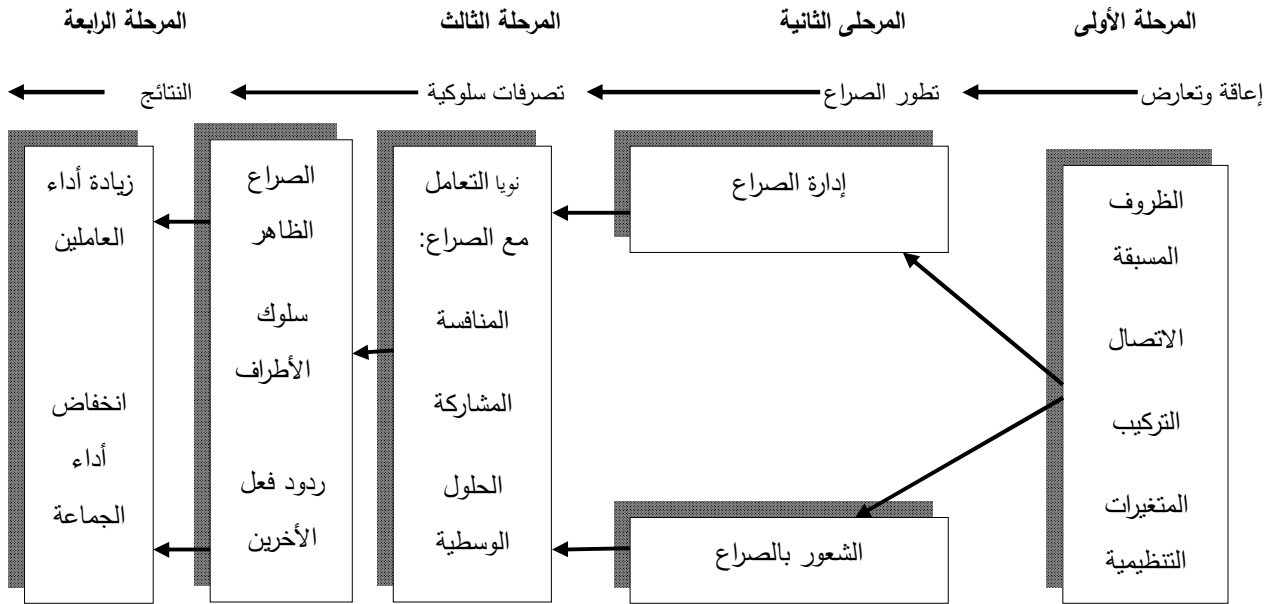 المرحلة الأولى
المرحلى الثانية
المرحلة الثالث
المرحلة الرابعة
إعاقة وتعارض
تطور الصراع
تصرفات سلوكية
النتائج
الظروف
المسبقة
الاتصال
التركيب
المتغيرات
التنظيمية
إدارة الصراع
الشعور بالصراع
نويا التعامل
مع الصراع:
المنافسة
المشاركة
الحلول
الوسطية
الصراع
الظاهر
سلوك
الأطراف
ردود فعل
الأخرين
زيادة أداء
العاملين
انخفاض
أداء
الجماعة